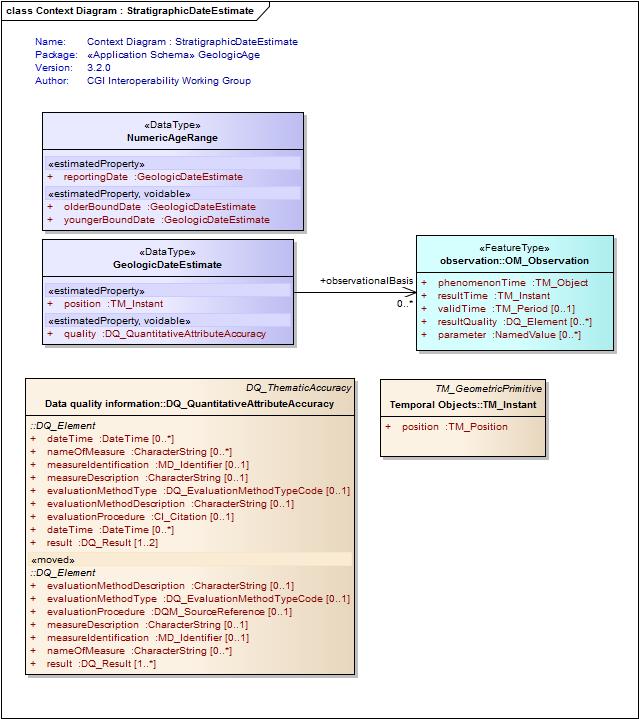 class Context Diagram : StratigraphicDateEstimate
Name: Context Diagram : StratigraphicDateEstimate
Package: «Application Schema» GeologicAge
Version: 3.2.0
Author: CGI Interoperability Working Group
«DataType»
NumericAgeRange
«estimatedProperty»
+ reportingDate :GeologicDateEstimate
«estimatedProperty, voidable»
+ olderBoundDate :GeologicDateEstimate
+ youngerBoundDate :GeologicDateEstimate
«DataType»
GeologicDateEstimate
«estimatedProperty»
+ position :TM_Instant
«estimatedProperty, voidable»
+ quality :DQ_QuantitativeAttributeAccuracy
+observationalBasis
0..*
«FeatureType»
observation::OM_Observation
+ phenomenonTime :TM_Object
+ resultTime :TM_Instant
+ validTime :TM_Period [0..1]
+ resultQuality :DQ_Element [0..*]
+ parameter :NamedValue [0..*]
DQ_ThematicAccuracy
Data quality information::DQ_QuantitativeAttributeAccuracy
::DQ_Element
+ dateTime :DateTime [0..*]
+ nameOfMeasure :CharacterString [0..*]
+ measureIdentification :MD_Identifier [0..1]
+ measureDescription :CharacterString [0..1]
+ evaluationMethodType :DQ_EvaluationMethodTypeCode [0..1]
+ evaluationMethodDescription :CharacterString [0..1]
+ evaluationProcedure :CI_Citation [0..1]
+ dateTime :DateTime [0..*]
+ result :DQ_Result [1..2]
«moved»
::DQ_Element
+ evaluationMethodDescription :CharacterString [0..1]
+ evaluationMethodType :DQ_EvaluationMethodTypeCode [0..1]
+ evaluationProcedure :DQM_SourceReference [0..1]
+ measureDescription :CharacterString [0..1]
+ measureIdentification :MD_Identifier [0..1]
+ nameOfMeasure :CharacterString [0..*]
+ result :DQ_Result [1..*]
TM_GeometricPrimitive
Temporal Objects::TM_Instant
+ position :TM_Position